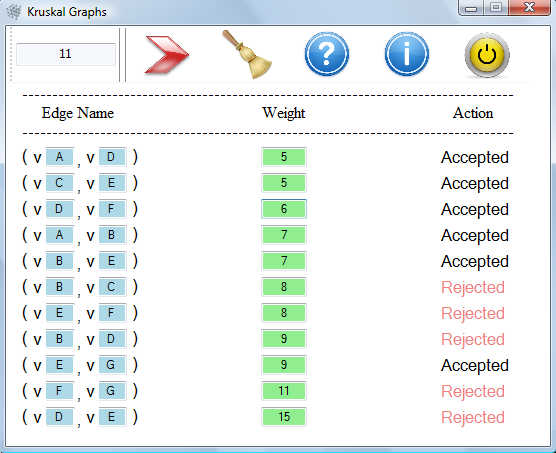 Kruskal Graphs
11
Edge Name Weight Action
( v A , v D ) 5 Accepted
( v C , v E ) 5 Accepted
( v D , v F ) 6 Accepted
( v A , v B ) 7 Accepted
( v B , v E ) 7 Accepted
( v B , v C ) 8 Rejected
( v E , v F ) 8 Rejected
( v B , v D ) 9 Rejected
( v E , v G ) 9 Accepted
( v F , v G ) 11 Rejected
( v D , v E ) 15 Rejected